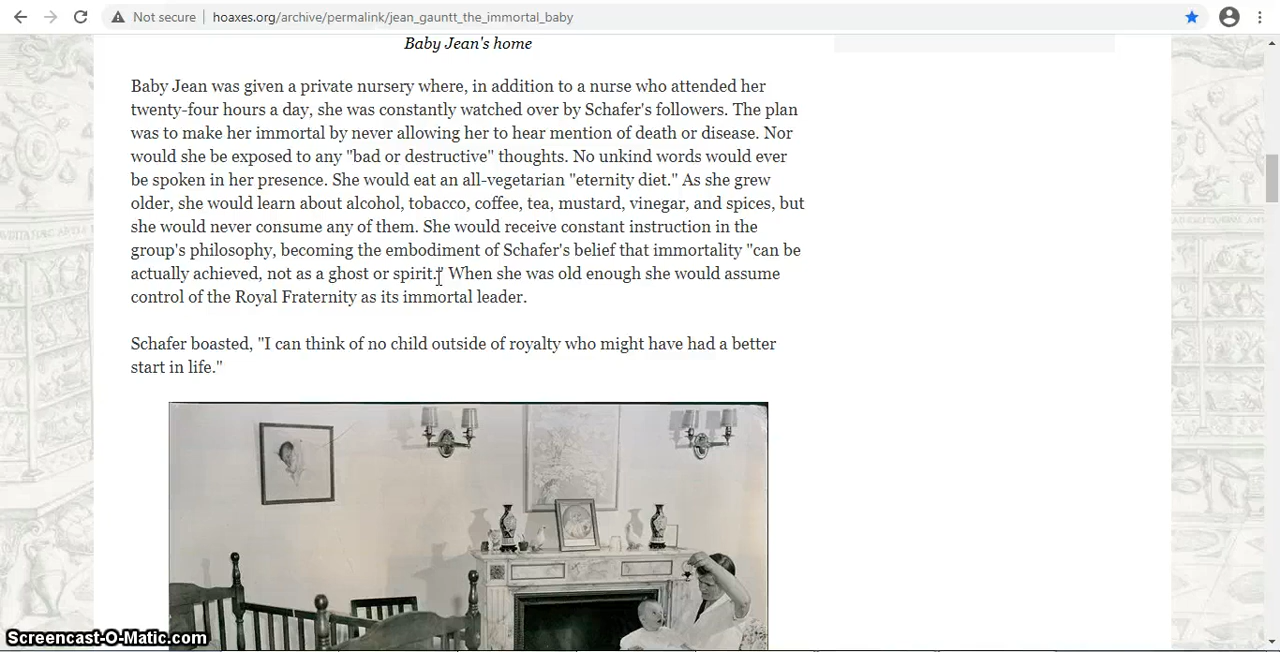 Not secure
hoaxes.org/archive/permalink/jean_gauntt_the_immortal_baby
Baby Jean's home
Baby Jean was given a private nursery where, in addition to a nurse who attended her
twenty-four hours a day, she was constantly watched over by Schafer's followers. The plan
was to make her immortal by never allowing her to hear mention of death or disease. Nor
would she be exposed to any "bad or destructive" thoughts. No unkind words would ever
be spoken in her presence. She would eat an all-vegetarian "eternity diet." As she grew
older, she would learn about alcohol, tobacco, coffee, tea, mustard, vinegar, and spices, but
she would never consume any of them. She would receive constant instruction in the
group's philosophy, becoming the embodiment of Schafer's belief that immortality "can be
actually achieved, not as a ghost or spirit." When she was old enough she would assume
control of the Royal Fraternity as its immortal leader.
Schafer boasted, "I can think of no child outside of royalty who might have had a better
start in life."
Screencast-O-Matic.com